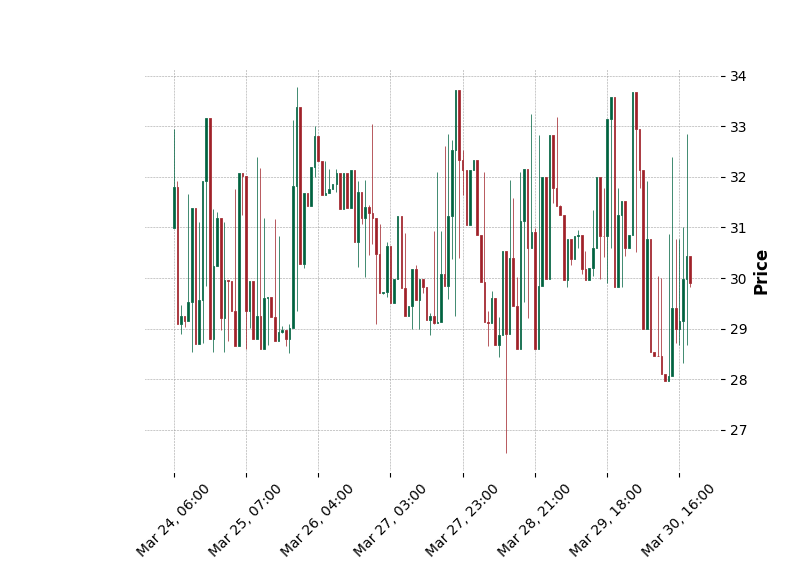 34
33
32
31
30
29
28
27
Price
Mar 24, 06:00
Mar 25, 07:00
Mar 26, 04:00
Mar 27, 03:00
Mar 27, 23:00
Mar 28, 21:00
Mar 29, 18:00
Mar 30, 16:00